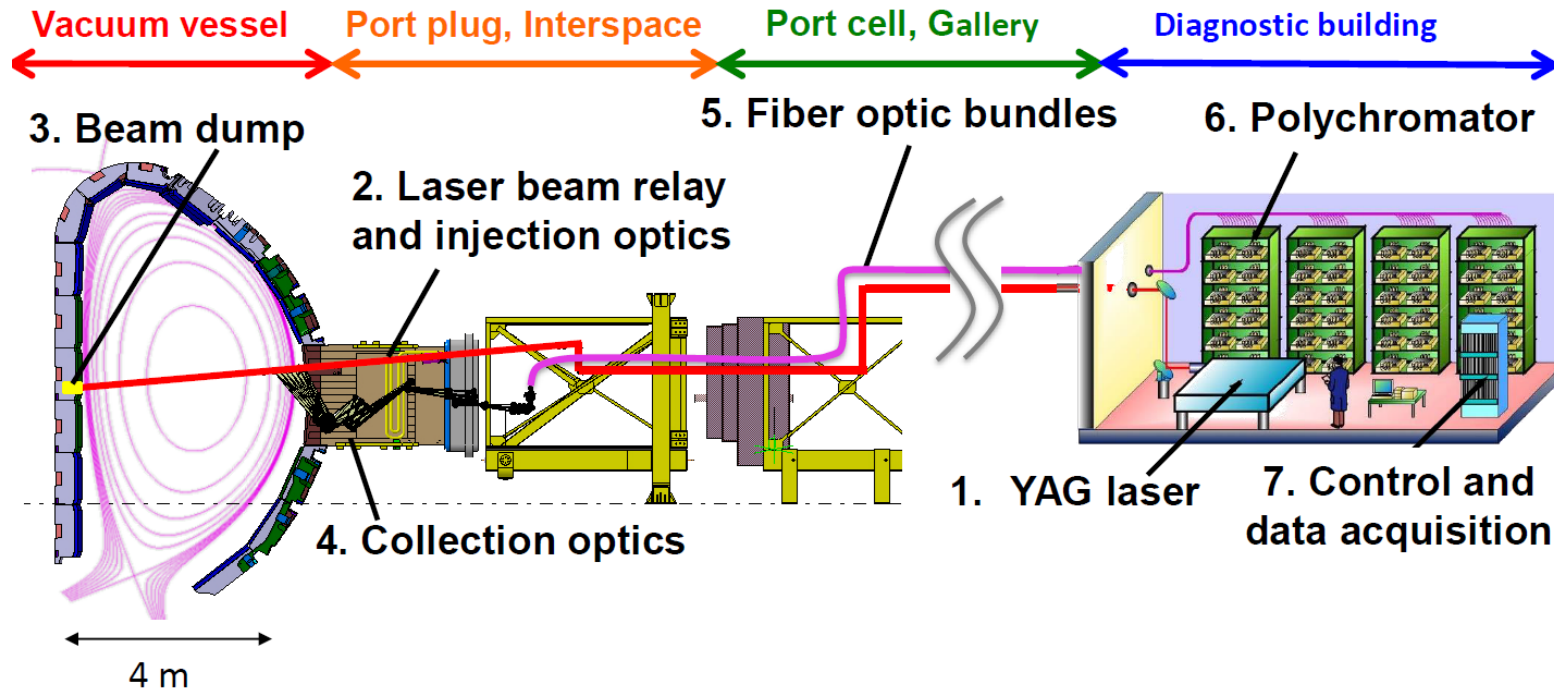 Vacuum vessel
Port plug, Interspace
Port cell, Gallery
Diagnostic building
3. Beam dump
5. Fiber optic bundles
6. Polychromator
2. Laser beam relay
and injection optics
1. YAG laser
7. Control and
data acquisition
4. Collection optics
4 m